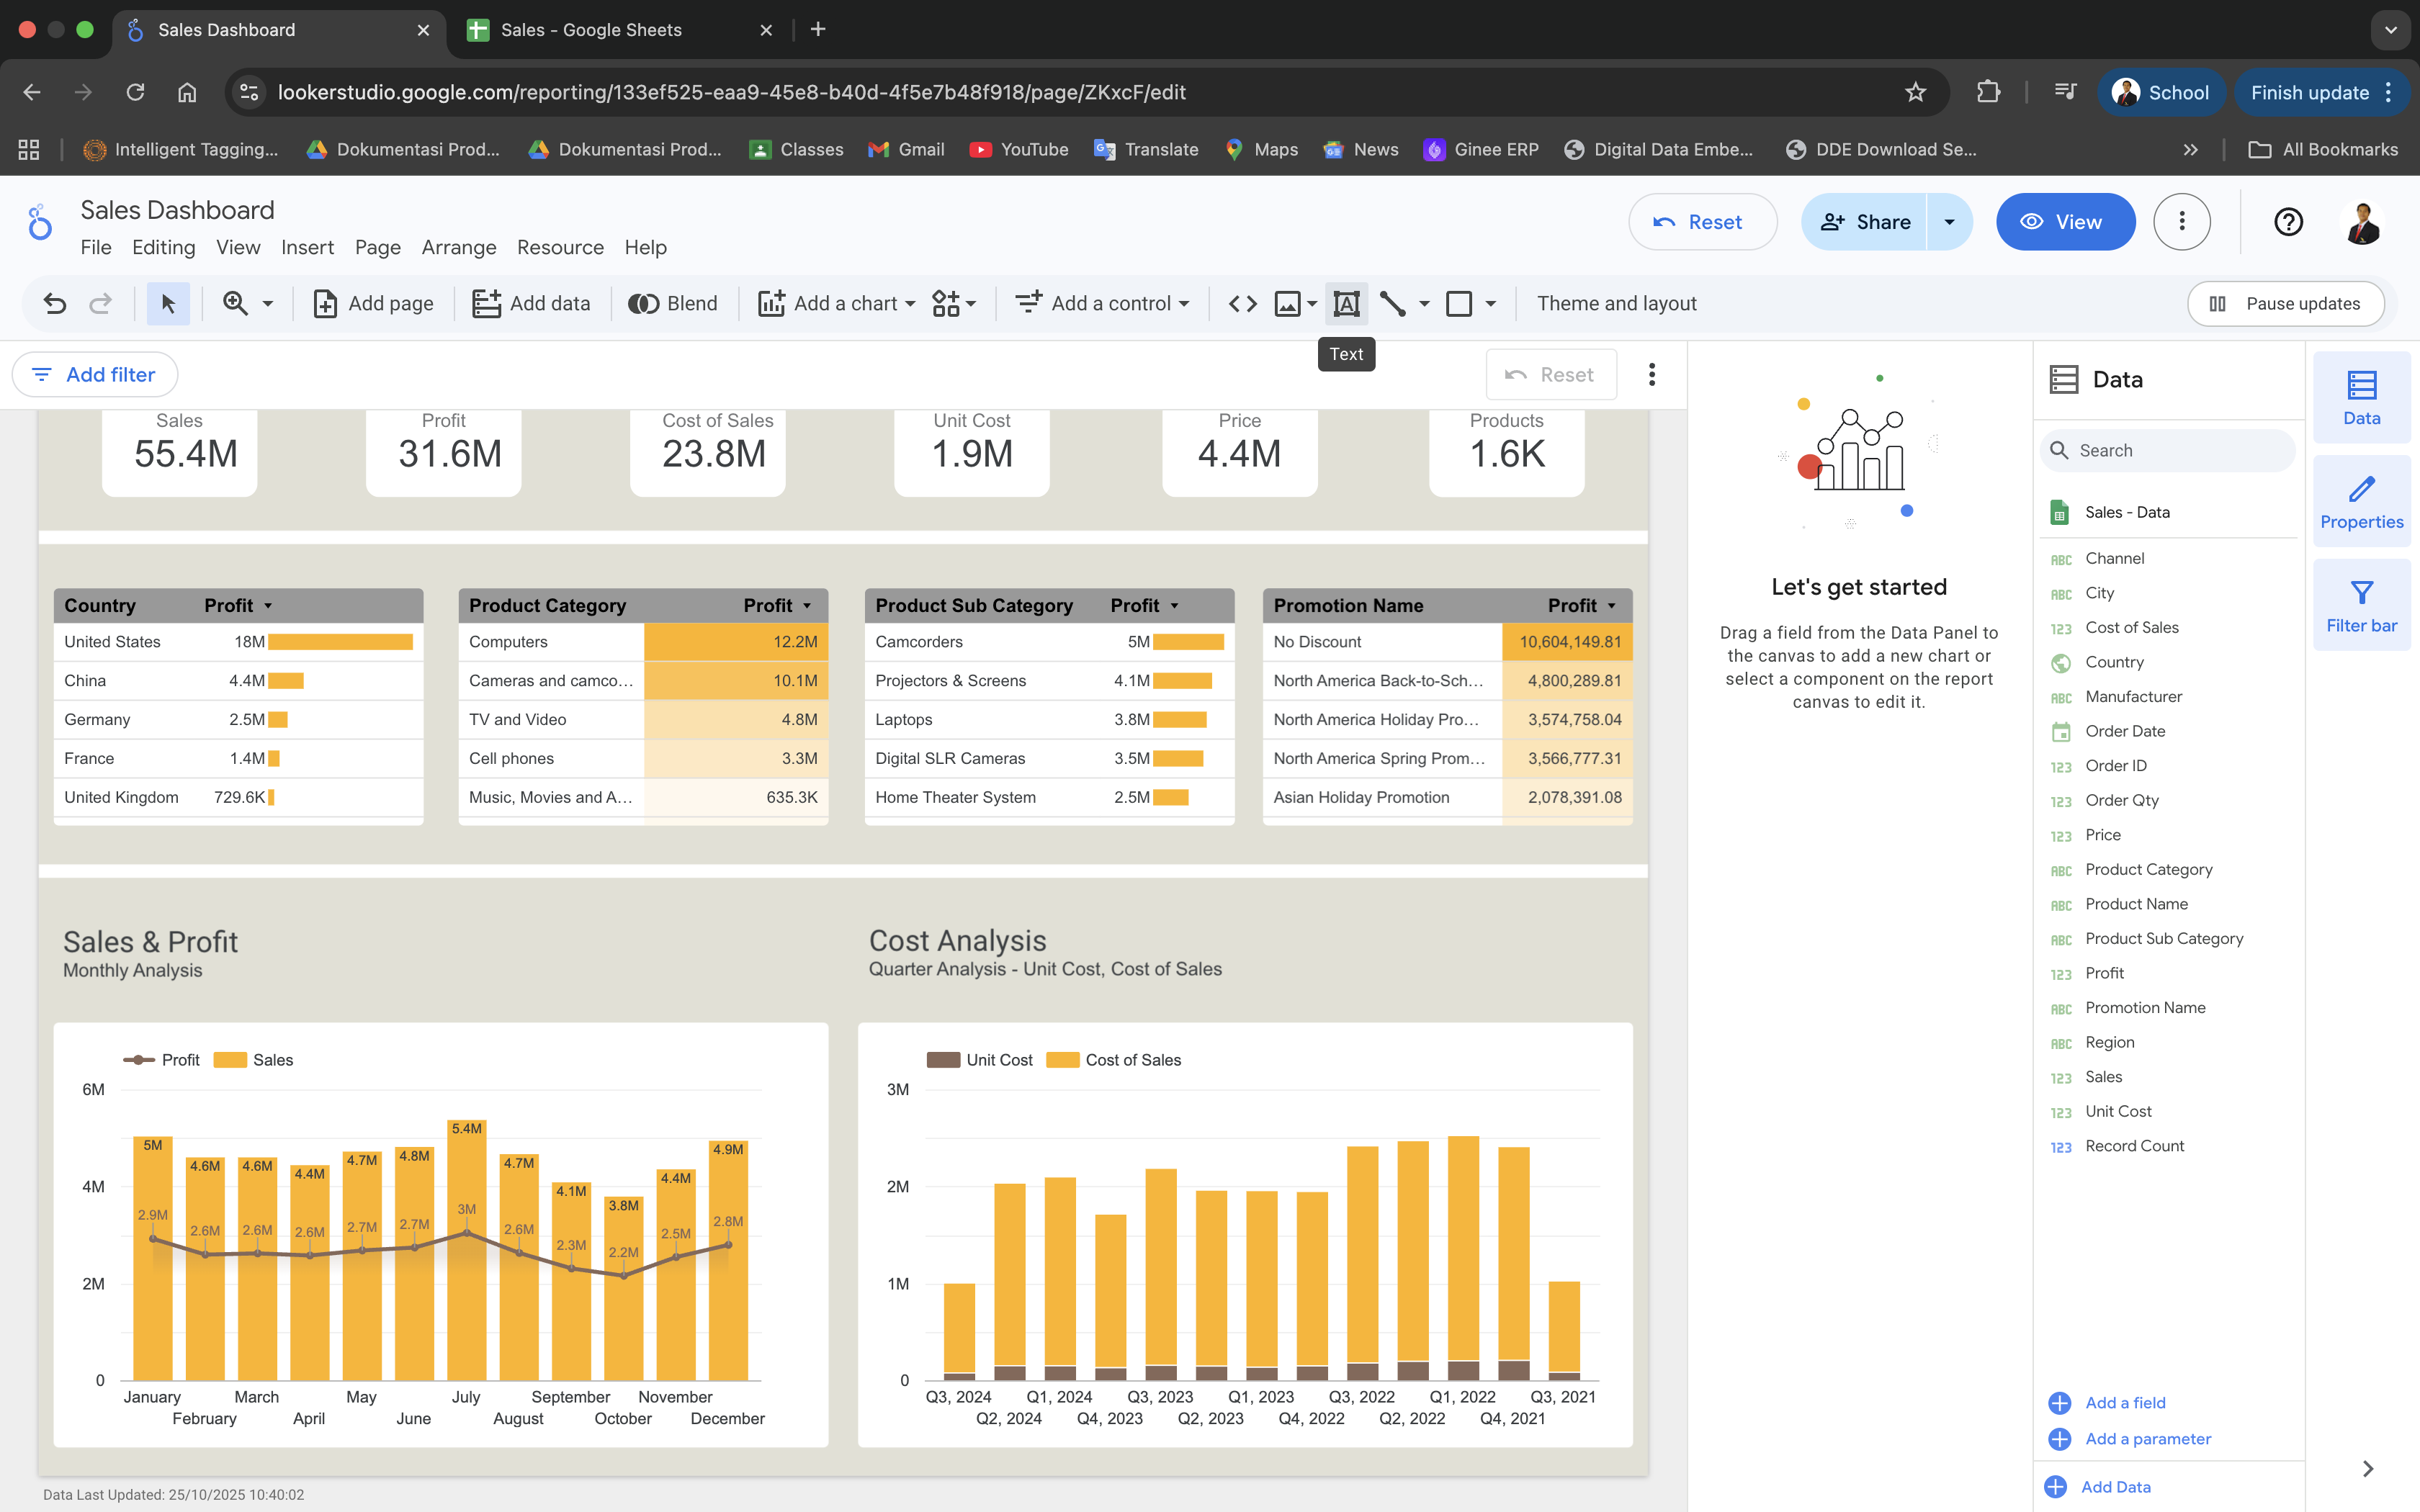 Sales Dashboard
Sales - Google Sheets
lookerstudio.google.com/reporting/133ef525-eaa9-45e8-b40d-4f5e7b48f918/page/ZKxcF/edit
School
Finish update
Intelligent Tagging...
Dokumentasi Prod...
Dokumentasi Prod...
Classes
Gmail
YouTube
Translate
Maps
News
Ginee ERP
Digital Data Embe...
DDE Download Se...
All Bookmarks
Sales Dashboard
File Editing View Insert Page Arrange Resource Help
Reset
Share
View
Add page
Add data
Blend
Add a chart
Add a control
Theme and layout
Pause updates
Text
Add filter
Reset
Sales
55.4M
Profit
31.6M
Cost of Sales
23.8M
Unit Cost
1.9M
Price
4.4M
Products
1.6K
Country Profit
United States 18M
China 4.4M
Germany 2.5M
France 1.4M
United Kingdom 729.6K
Product Category Profit
Computers 12.2M
Cameras and camco... 10.1M
TV and Video 4.8M
Cell phones 3.3M
Music, Movies and A... 635.3K
Product Sub Category Profit
Camcorders 5M
Projectors & Screens 4.1M
Laptops 3.8M
Digital SLR Cameras 3.5M
Home Theater System 2.5M
Promotion Name Profit
No Discount 10,604,149.81
North America Back-to-Sch... 4,800,289.81
North America Holiday Pro... 3,574,758.04
North America Spring Prom... 3,566,777.31
Asian Holiday Promotion 2,078,391.08
Sales & Profit
Monthly Analysis
Profit Sales
6M
4M
2M
0
5M 4.6M 4.6M 4.4M 4.7M 4.8M 5.4M 4.7M 4.1M 3.8M 4.4M 4.9M
2.9M 2.6M 2.6M 2.6M 2.7M 2.7M 3M 2.6M 2.3M 2.2M 2.5M 2.8M
January March May July September November
February April June August October December
Cost Analysis
Quarter Analysis - Unit Cost, Cost of Sales
Unit Cost Cost of Sales
3M
2M
1M
0
Q3, 2024 Q1, 2024 Q3, 2023 Q1, 2023 Q3, 2022 Q1, 2022 Q3, 2021
Q2, 2024 Q4, 2023 Q2, 2023 Q4, 2022 Q2, 2022 Q4, 2021
Data Last Updated: 25/10/2025 10:40:02
Let's get started
Drag a field from the Data Panel to
the canvas to add a new chart or
select a component on the report
canvas to edit it.
Data
Search
Sales - Data
ABC Channel
ABC City
123 Cost of Sales
Country
ABC Manufacturer
Order Date
123 Order ID
123 Order Qty
123 Price
ABC Product Category
ABC Product Name
ABC Product Sub Category
123 Profit
ABC Promotion Name
ABC Region
123 Sales
123 Unit Cost
123 Record Count
Add a field
Add a parameter
Add Data
Data
Properties
Filter bar